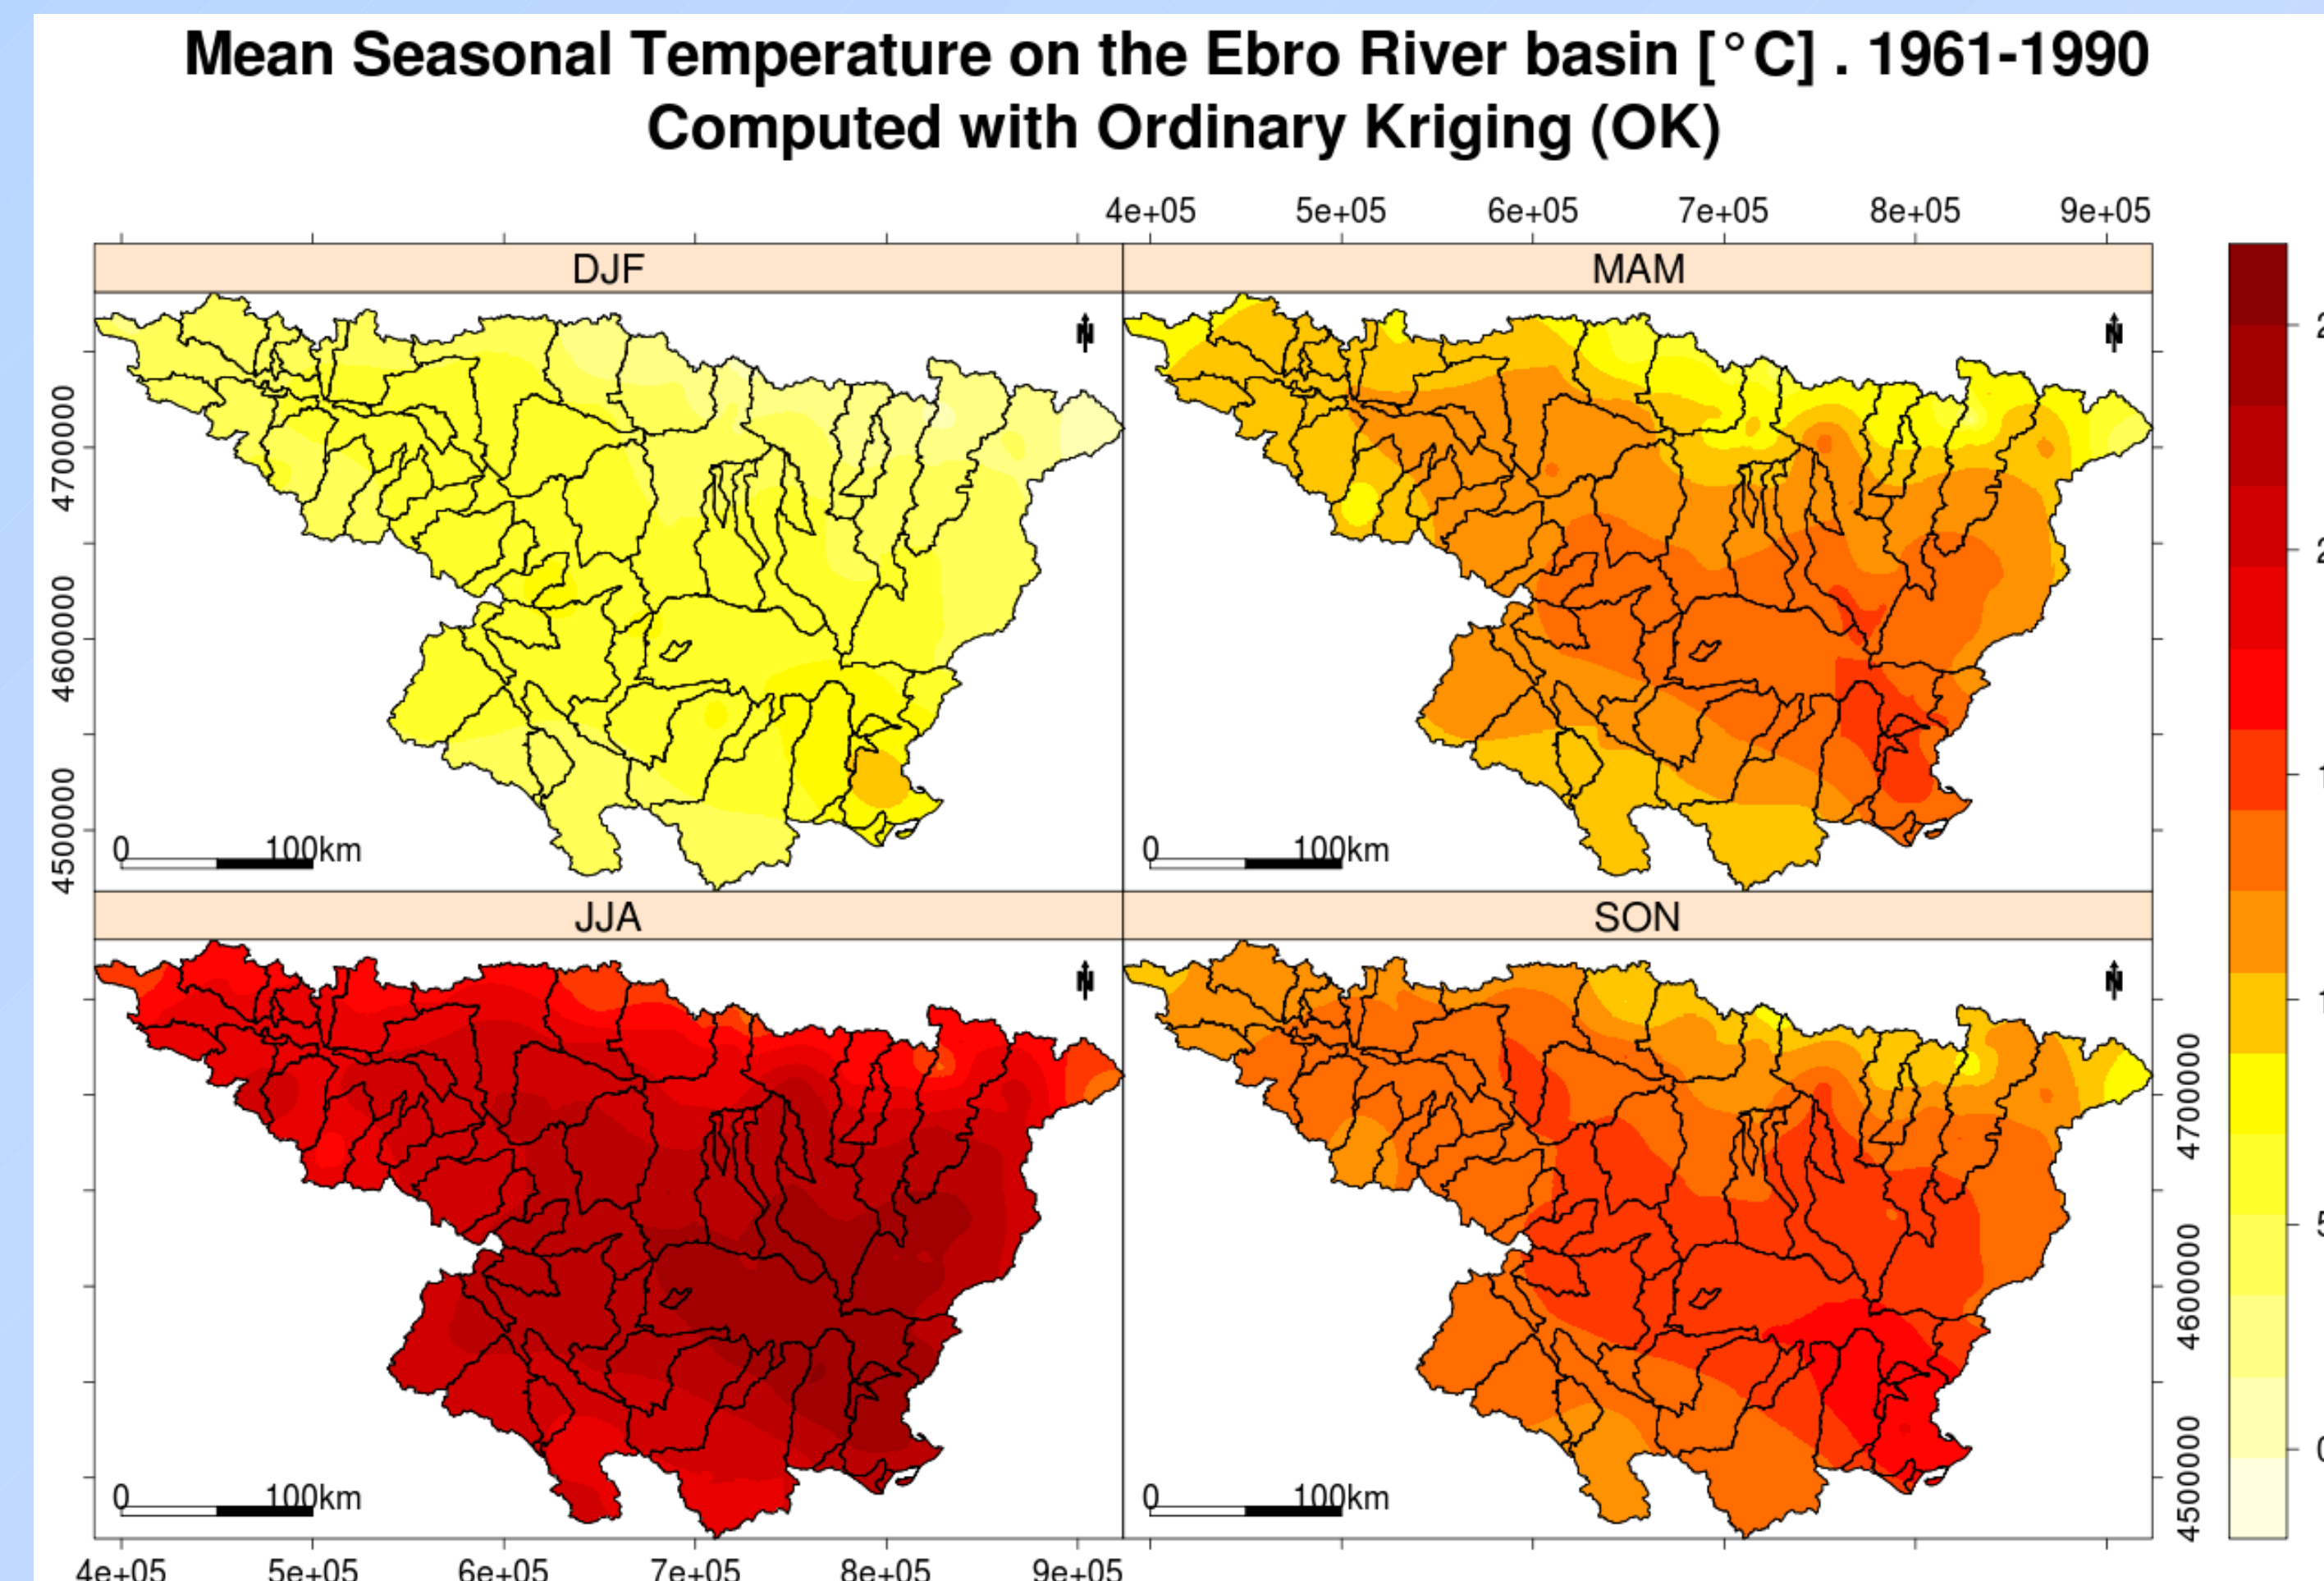 Mean Seasonal Temperature on the Ebro River basin [°C] . 1961-1990
Computed with Ordinary Kriging (OK)
4e+05 5e+05 6e+05 7e+05 8e+05 9e+05
DJF MAM
N N
4700000
4600000
4500000
0 100km 0 100km
JJA SON
N N
4700000
4600000
4500000
0 100km 0 100km
4e+05 5e+05 6e+05 7e+05 8e+05 9e+05